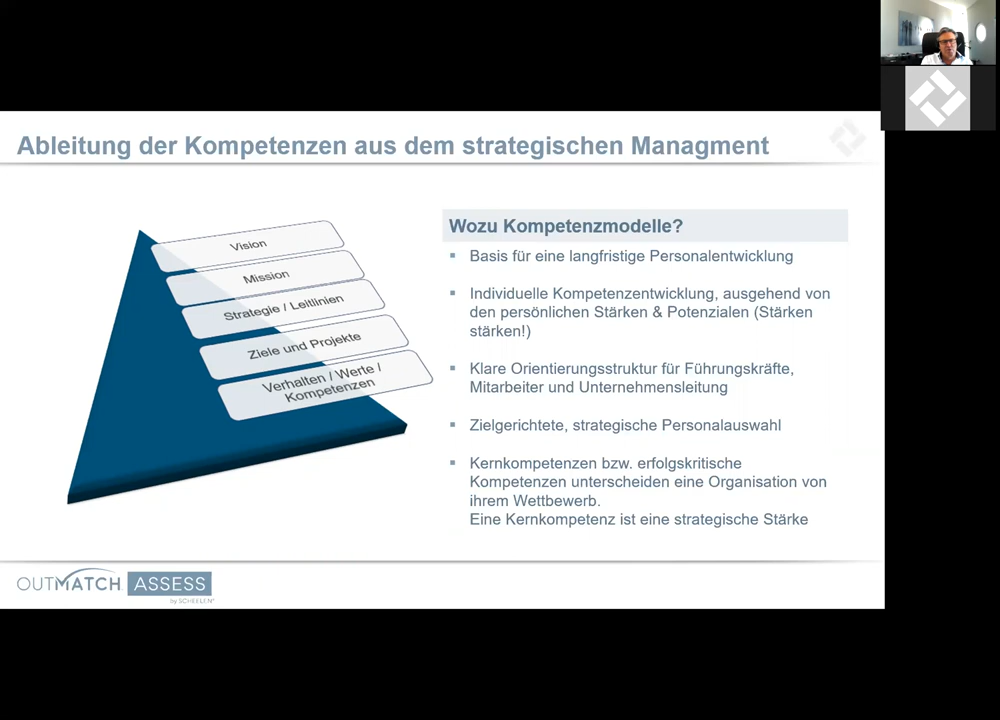 Ableitung der Kompetenzen aus dem strategischen Managment
Vision
Mission
Strategie / Leitlinien
Ziele und Projekte
Verhalten / Werte /
Kompetenzen
Wozu Kompetenzmodelle?
Basis für eine langfristige Personalentwicklung
Individuelle Kompetenzentwicklung, ausgehend von
den persönlichen Stärken & Potenzialen (Stärken
stärken!)
Klare Orientierungsstruktur für Führungskräfte,
Mitarbeiter und Unternehmensleitung
Zielgerichtete, strategische Personalauswahl
Kernkompetenzen bzw. erfolgskritische
Kompetenzen unterscheiden eine Organisation von
ihrem Wettbewerb.
Eine Kernkompetenz ist eine strategische Stärke
OUTMATCH ASSESS
by SCHEELEN®